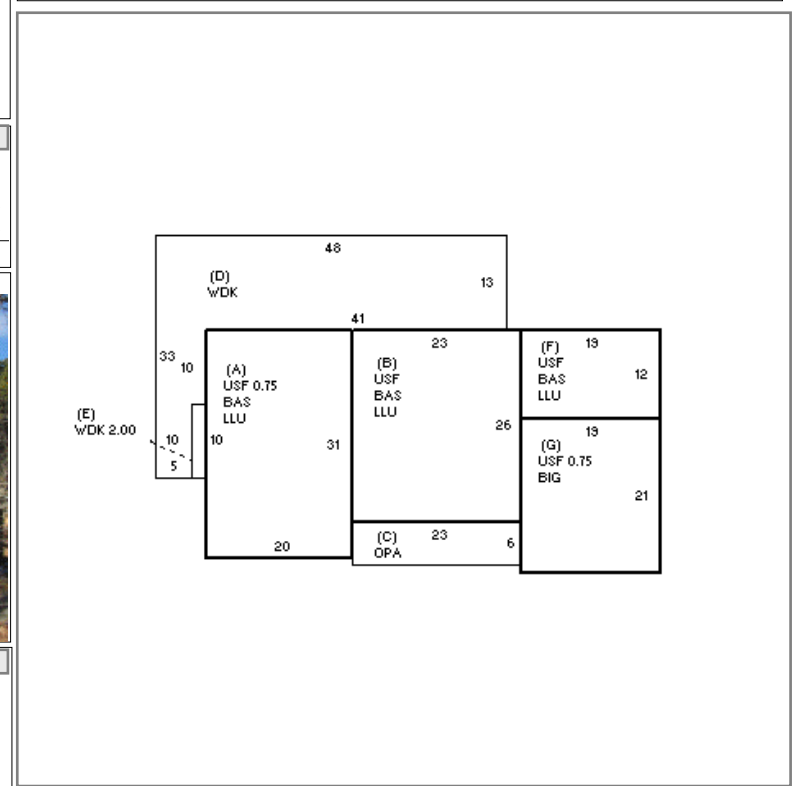 48
(D)
WDK
13
41
33
10
(A)
USF 0.75
BAS
LLU
23
(B)
USF
BAS
LLU
(F)
USF
BAS
LLU
19
12
(E)
WDK 2.00
10
5
10
31
26
19
(G)
USF 0.75
BIG
21
20
(C)
OPA
23
6